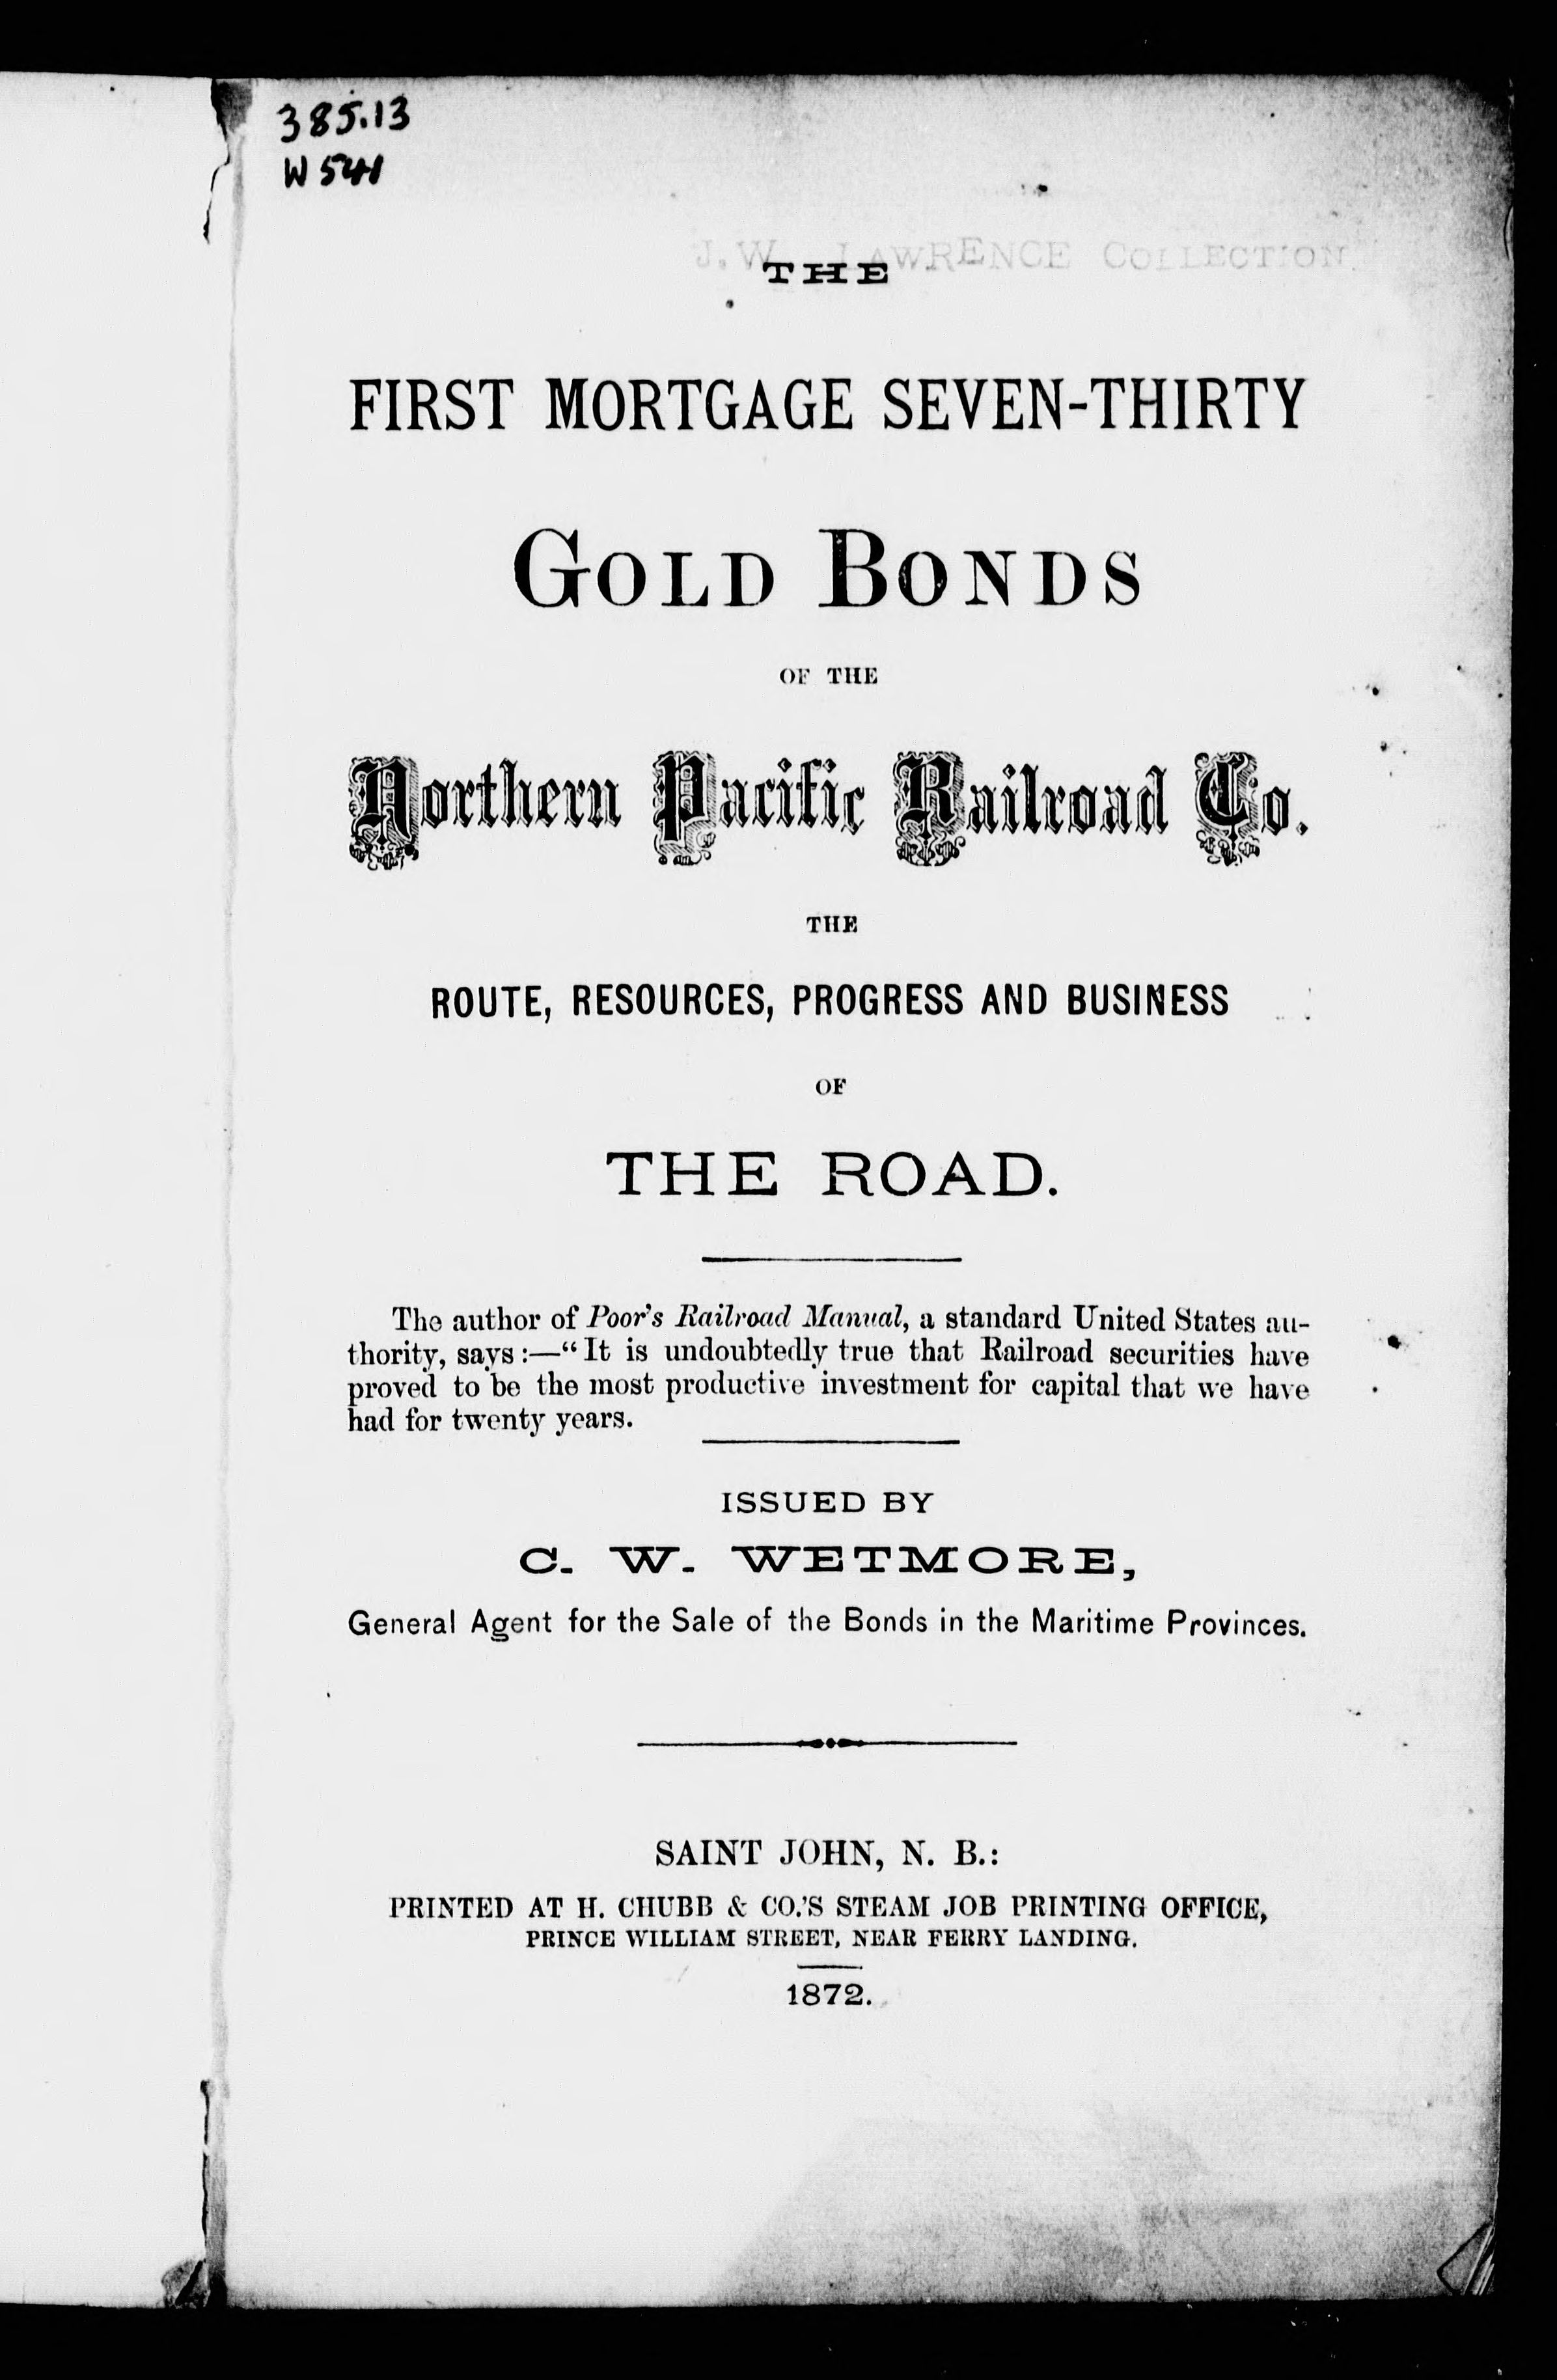 385.13
W541
J. W. LAWRENCE COLLECTION.
THE
FIRST MORTGAGE SEVEN-THIRTY
GOLD BONDS
OF THE
Northern Pacific Railroad Co.
THE
ROUTE, RESOURCES, PROGRESS AND BUSINESS
OF
THE ROAD.
The author of Poor's Railroad Manual, a standard United States au-
thority, says:—“It is undoubtedly true that Railroad securities have
proved to be the most productive investment for capital that we have
had for twenty years.
ISSUED BY
C. W. WETMORE,
General Agent for the Sale of the Bonds in the Maritime Provinces.
SAINT JOHN, N. B.:
PRINTED AT H. CHUBB & CO.'S STEAM JOB PRINTING OFFICE,
PRINCE WILLIAM STREET, NEAR FERRY LANDING.
1872.